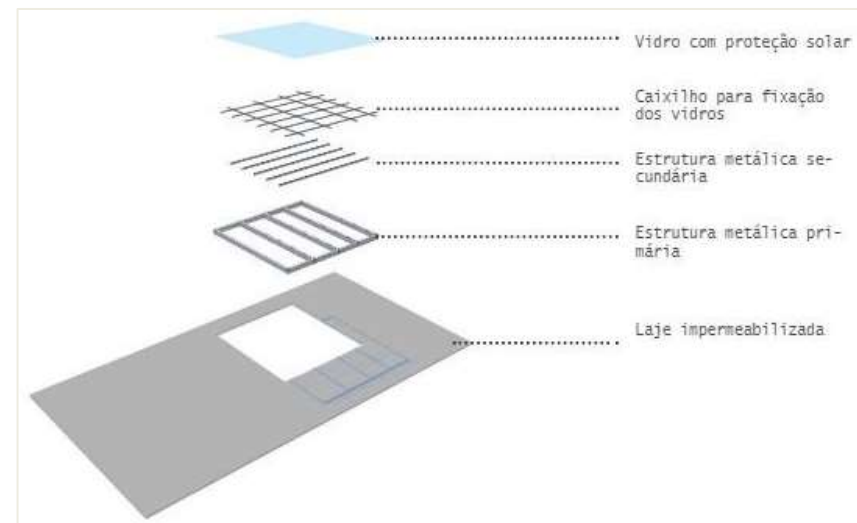 Vidro com proteção solar
Caixilho para fixação
dos vidros
Estrutura metálica se-
cundária
Estrutura metálica pri-
mária
Laje impermeabilizada